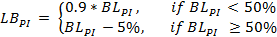 LB_PI = {0.9 * BL_PI ,    if BL_PI < 50%
BL_PI − 5%,    if BL_PI ≥ 50%